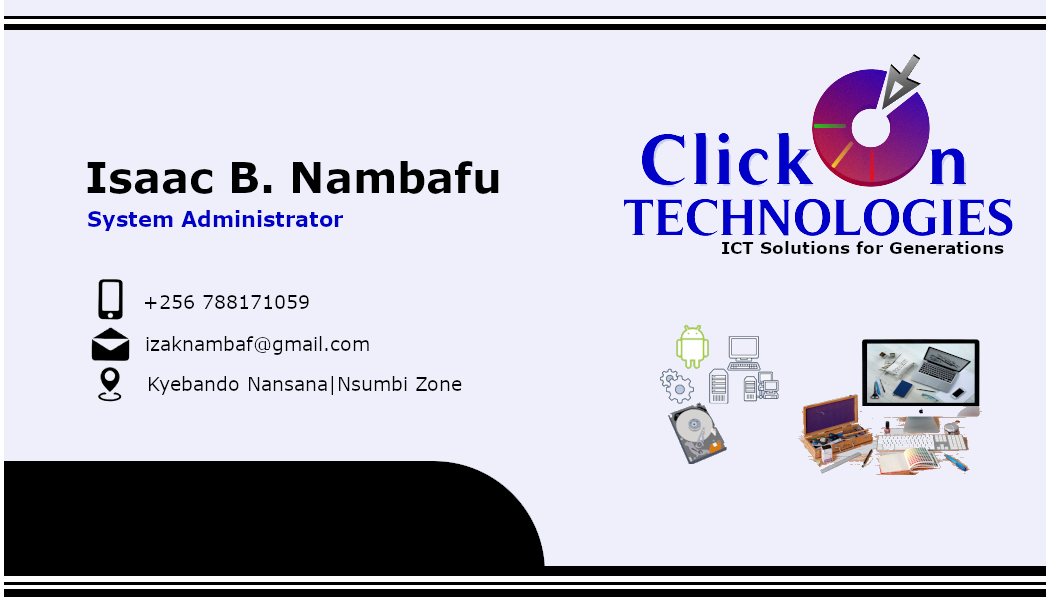 Isaac B. Nambafu
System Administrator
+256 788171059
izaknambaf@gmail.com
Kyebando Nansana|Nsumbi Zone
Click On
TECHNOLOGIES
ICT Solutions for Generations